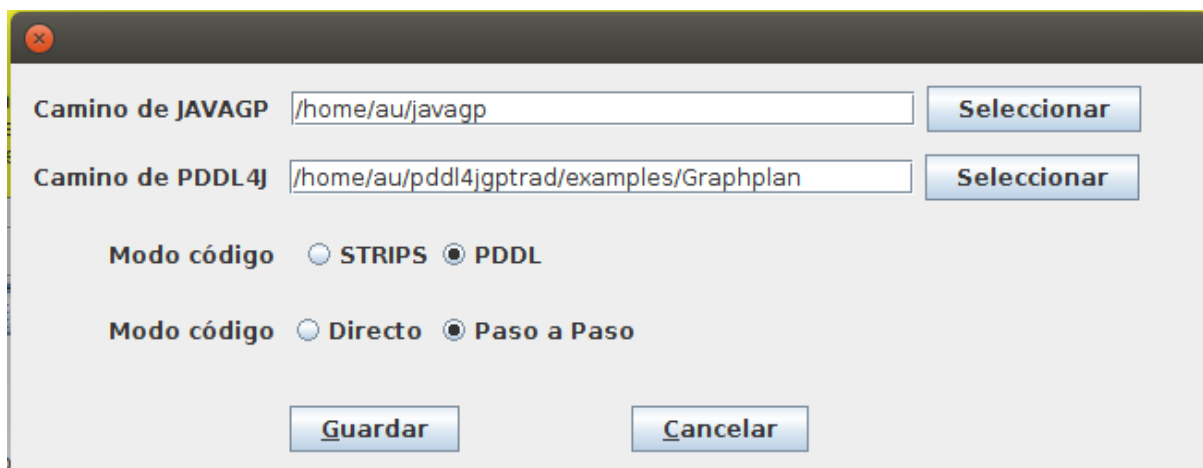 Camino de JAVAGP /home/au/javagp Seleccionar
Camino de PDDL4J /home/au/pddl4jgptrad/examples/Graphplan Seleccionar
Modo código STRIPS PDDL
Modo código Directo Paso a Paso
Guardar Cancelar